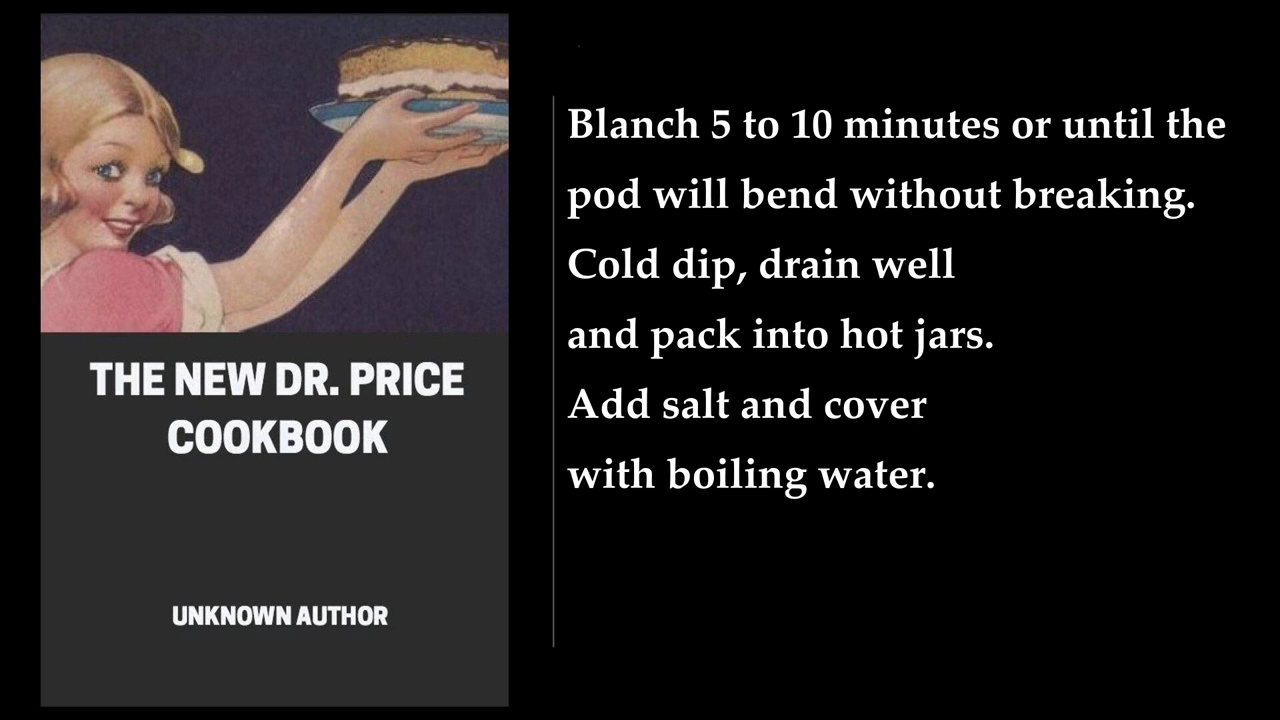 THE NEW DR. PRICE
COOKBOOK
UNKNOWN AUTHOR
Blanch 5 to 10 minutes or until the
pod will bend without breaking.
Cold dip, drain well
and pack into hot jars.
Add salt and cover
with boiling water.